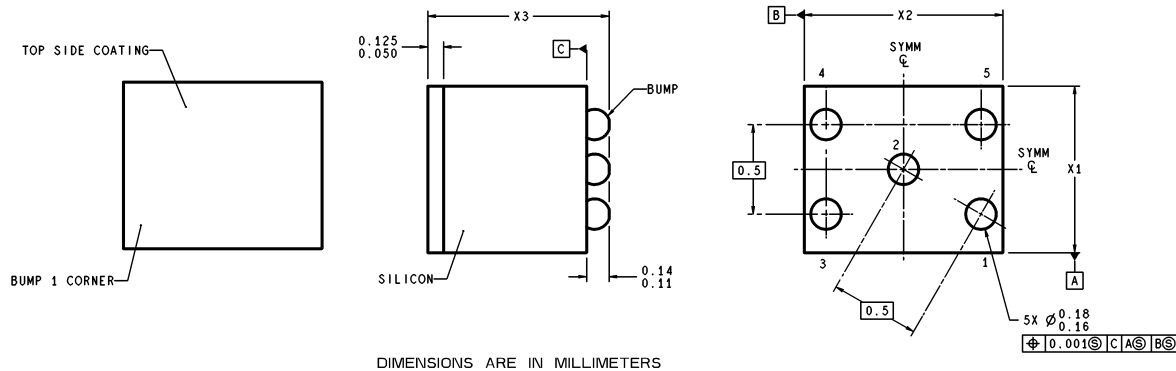 TOP SIDE COATING
BUMP 1 CORNER
X3
0.125
0.050
C
BUMP
SILICON
0.14
0.11
B
X2
SYMM
℄
4
5
2
0.5
SYMM
℄
X1
3
1
A
0.5
5X Ø 0.18
0.16
⌖ 0.001Ⓢ C AⓈ BⓈ
DIMENSIONS ARE IN MILLIMETERS